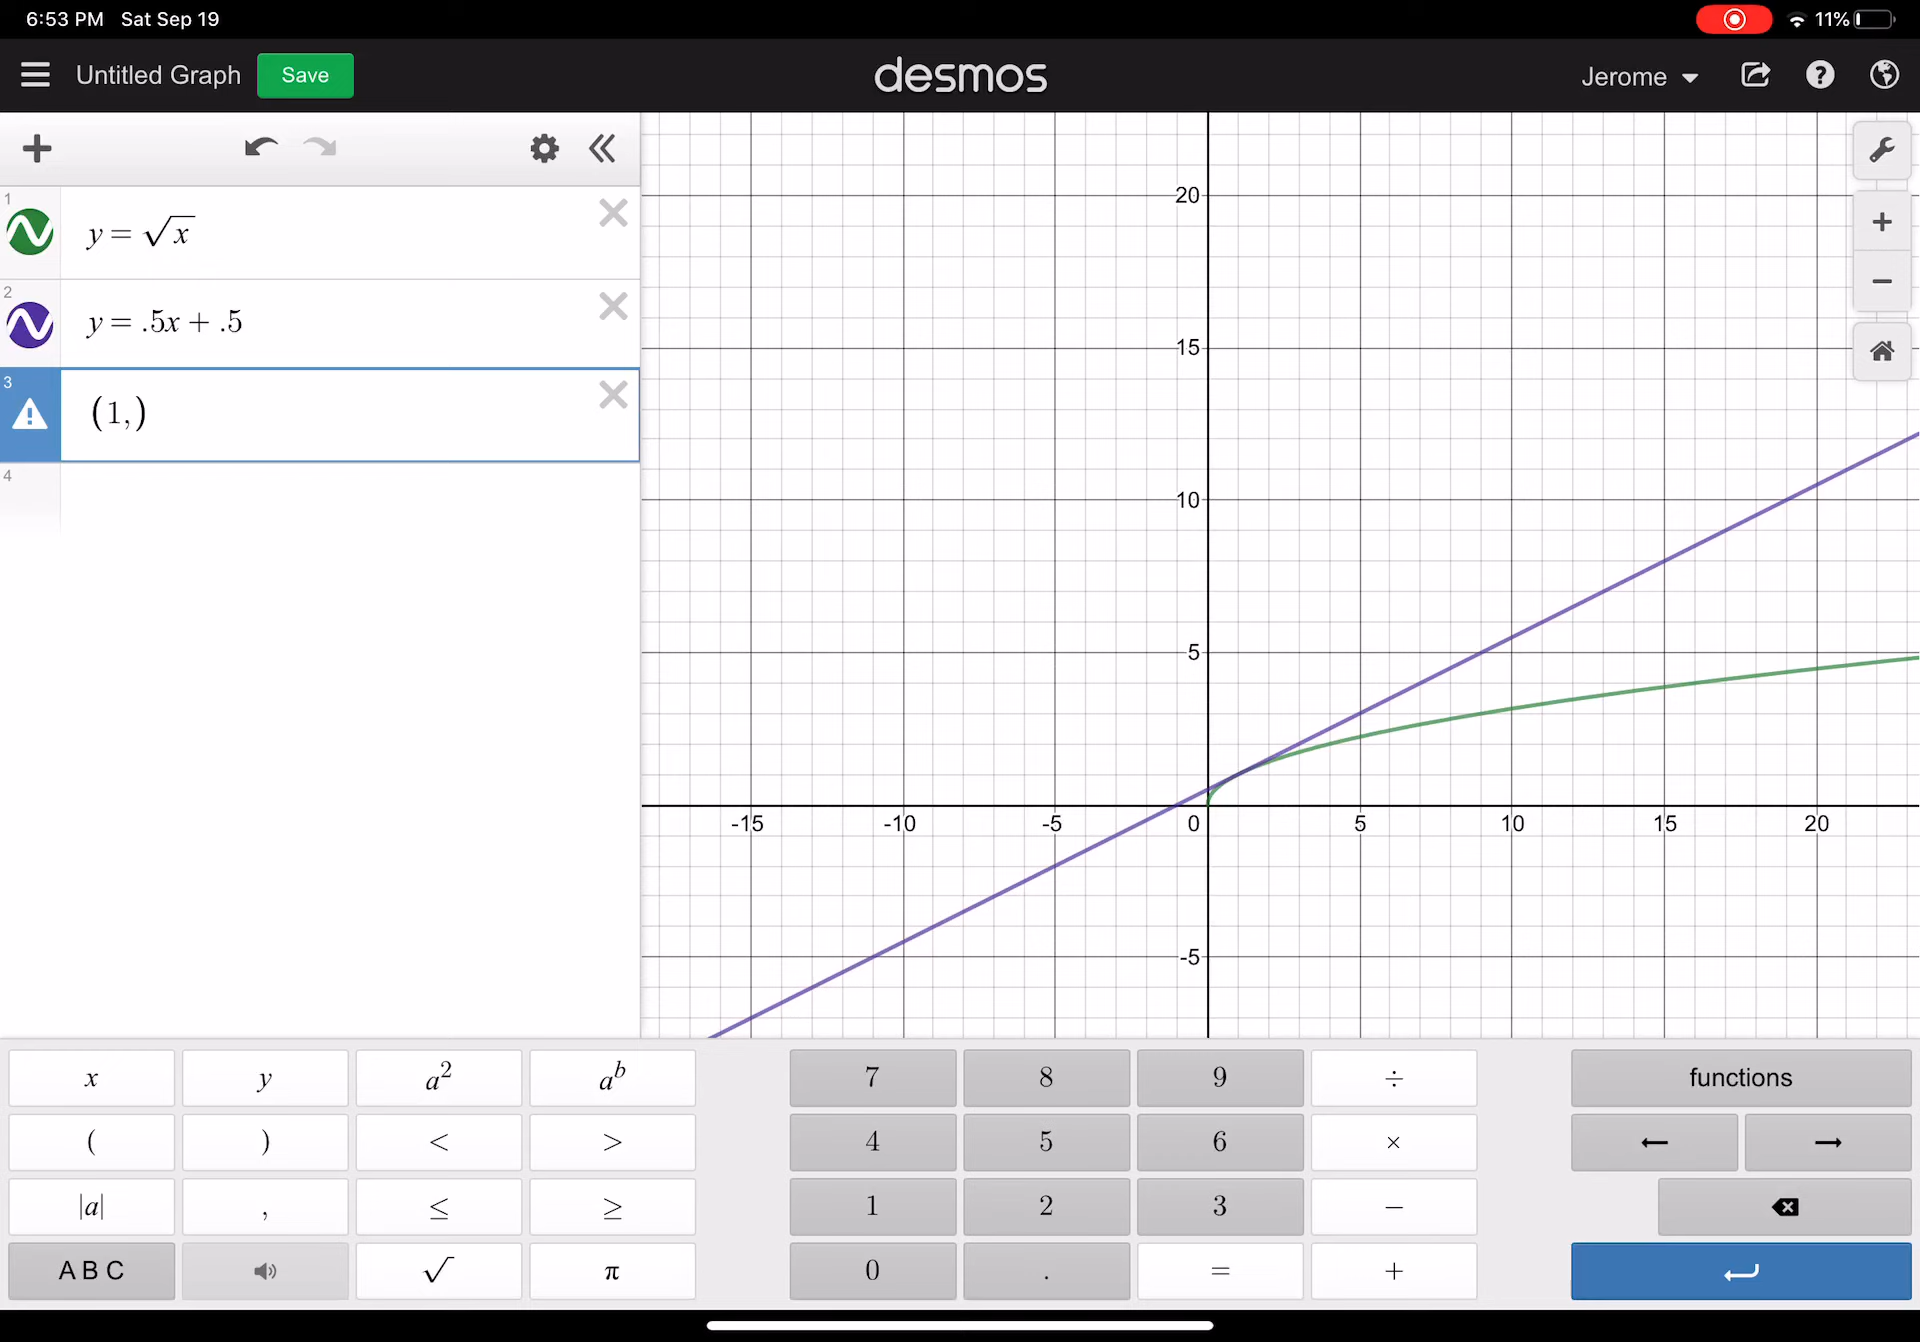 6:53 PM Sat Sep 19 11%
Untitled Graph Save desmos Jerome ?
1
y = √x
2
y = .5x + .5
3
(1,)
4
20
15
10
5
-15 -10 -5 0 5 10 15 20
-5
x y a² aᵇ 7 8 9 ÷ functions
( ) < > 4 5 6 × ← →
|a| , ≤ ≥ 1 2 3 −
A B C √ π 0 . = +